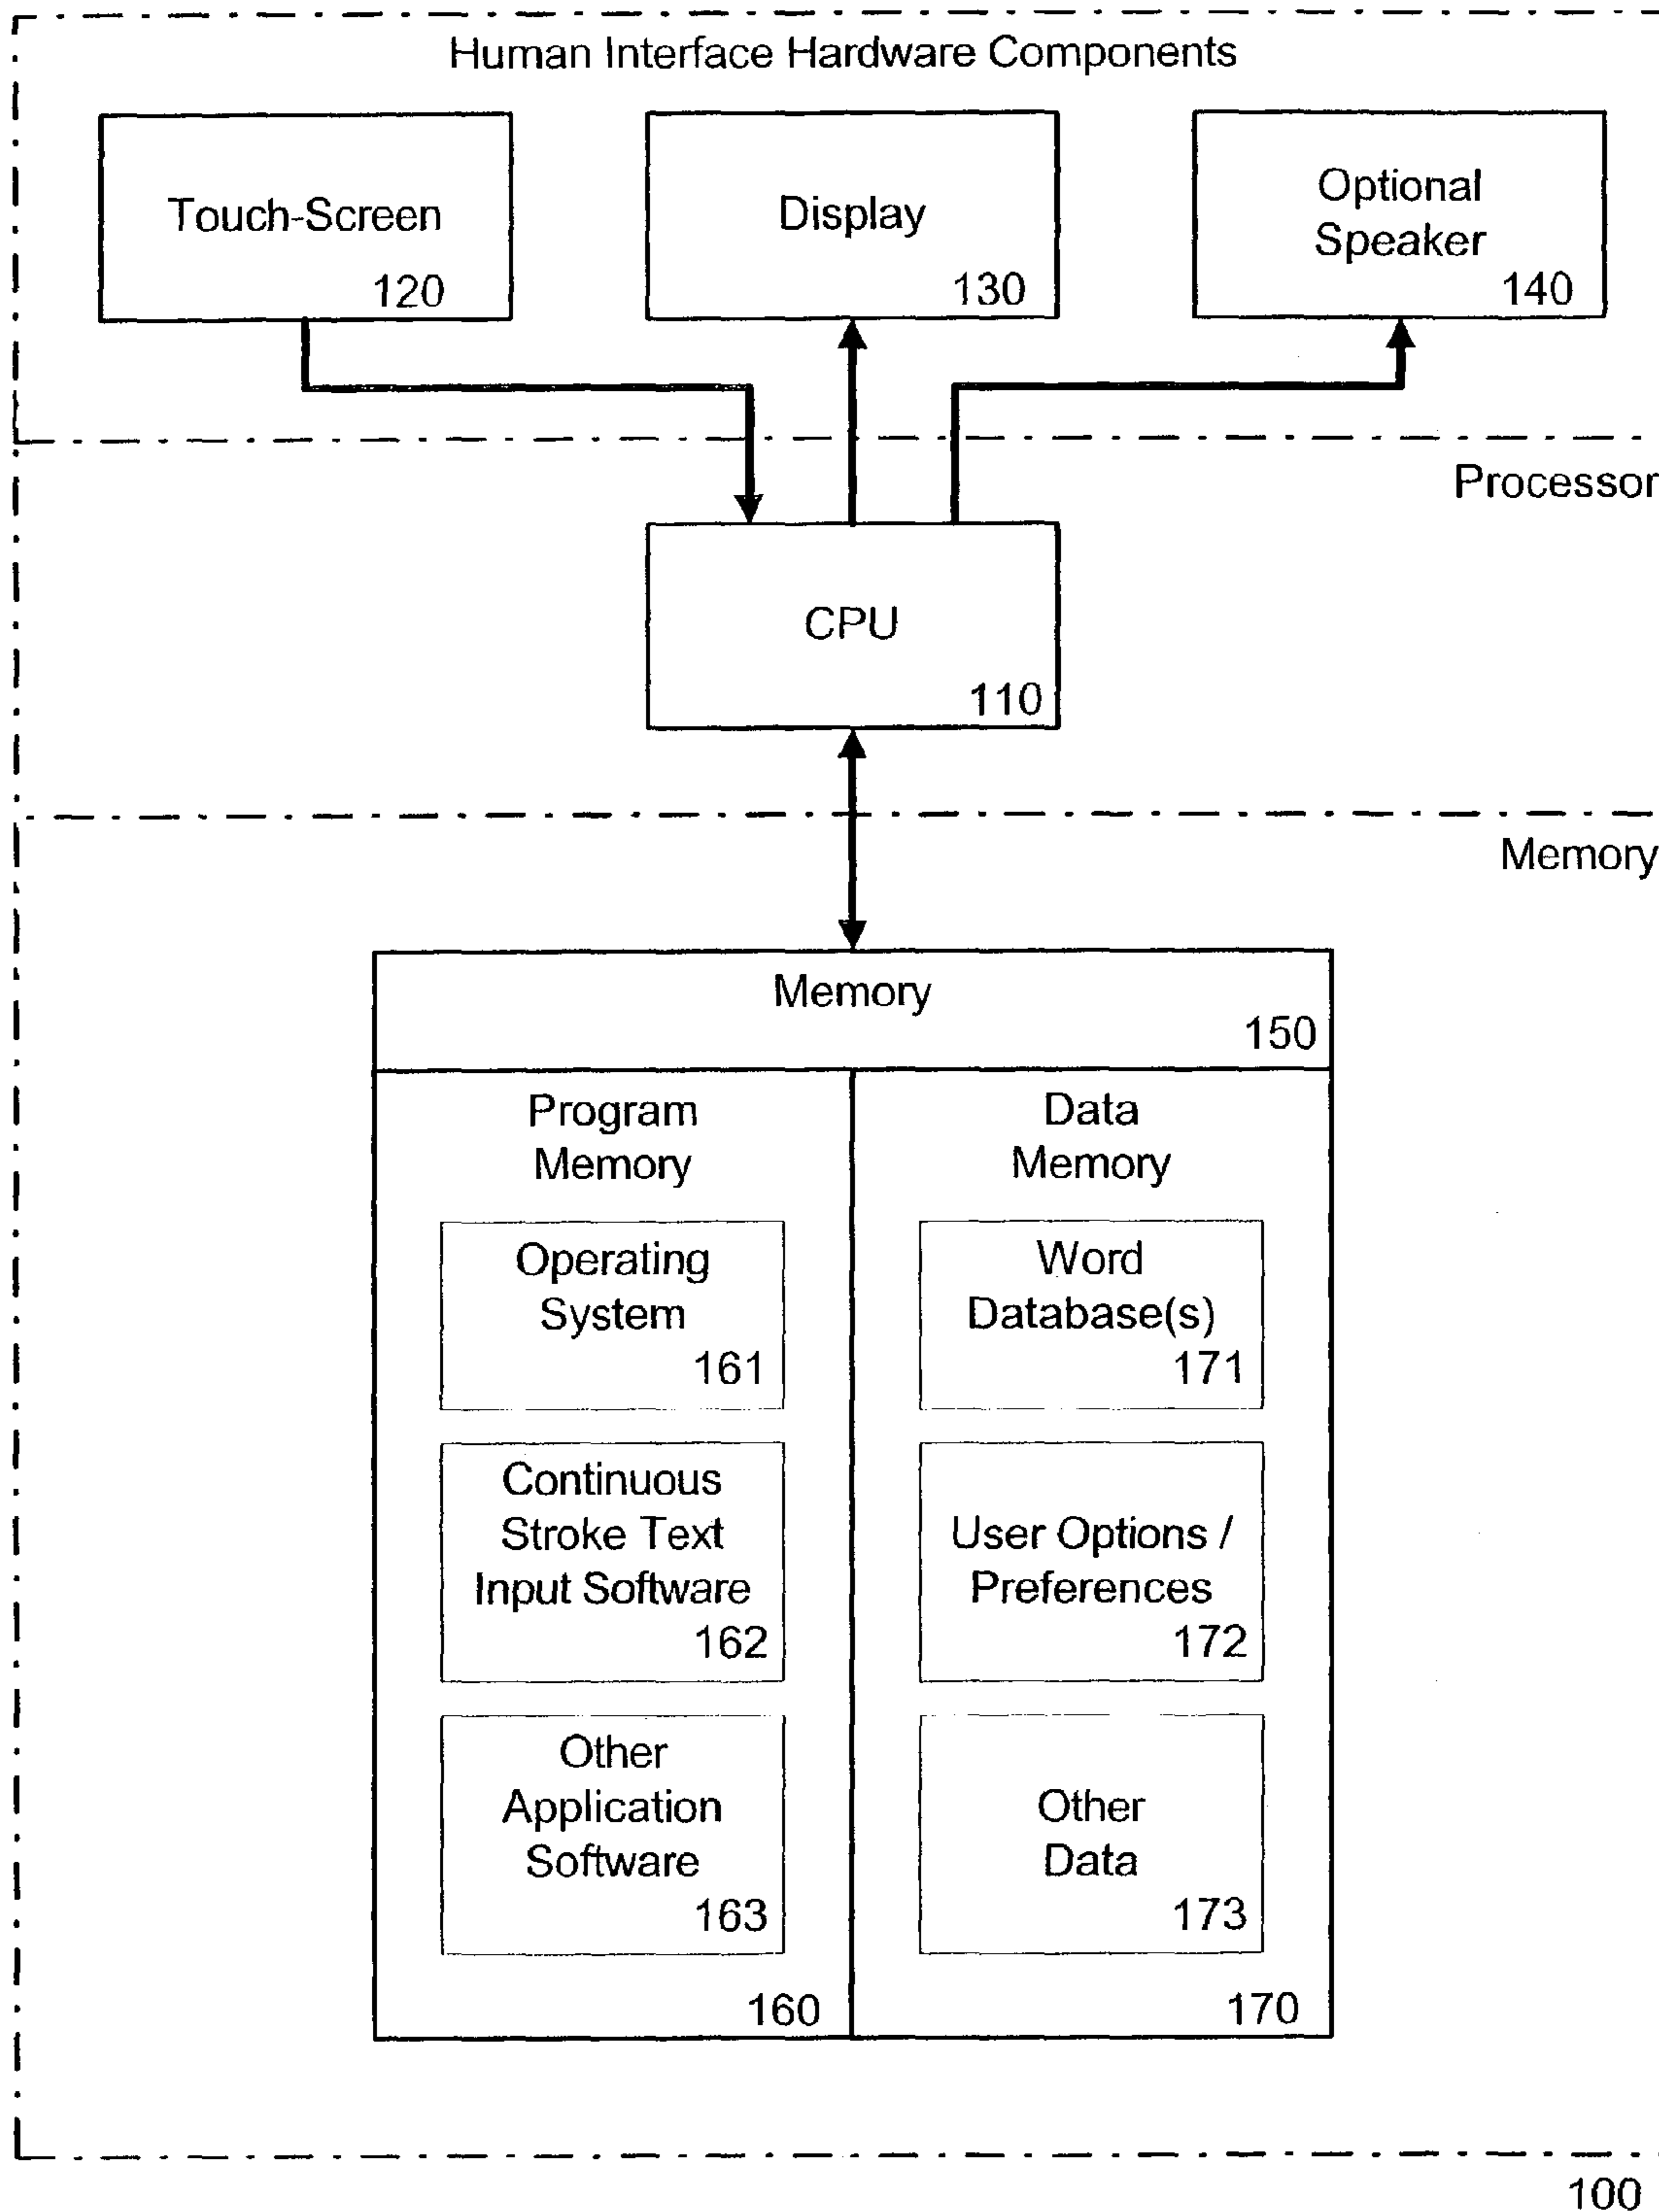 Human Interface Hardware Components
Touch-Screen
120
Display
130
Optional
Speaker
140
Processor
CPU
110
Memory
Memory
150
Program
Memory
Operating
System
161
Continuous
Stroke Text
Input Software
162
Other
Application
Software
163
160
Data
Memory
Word
Database(s)
171
User Options /
Preferences
172
Other
Data
173
170
100